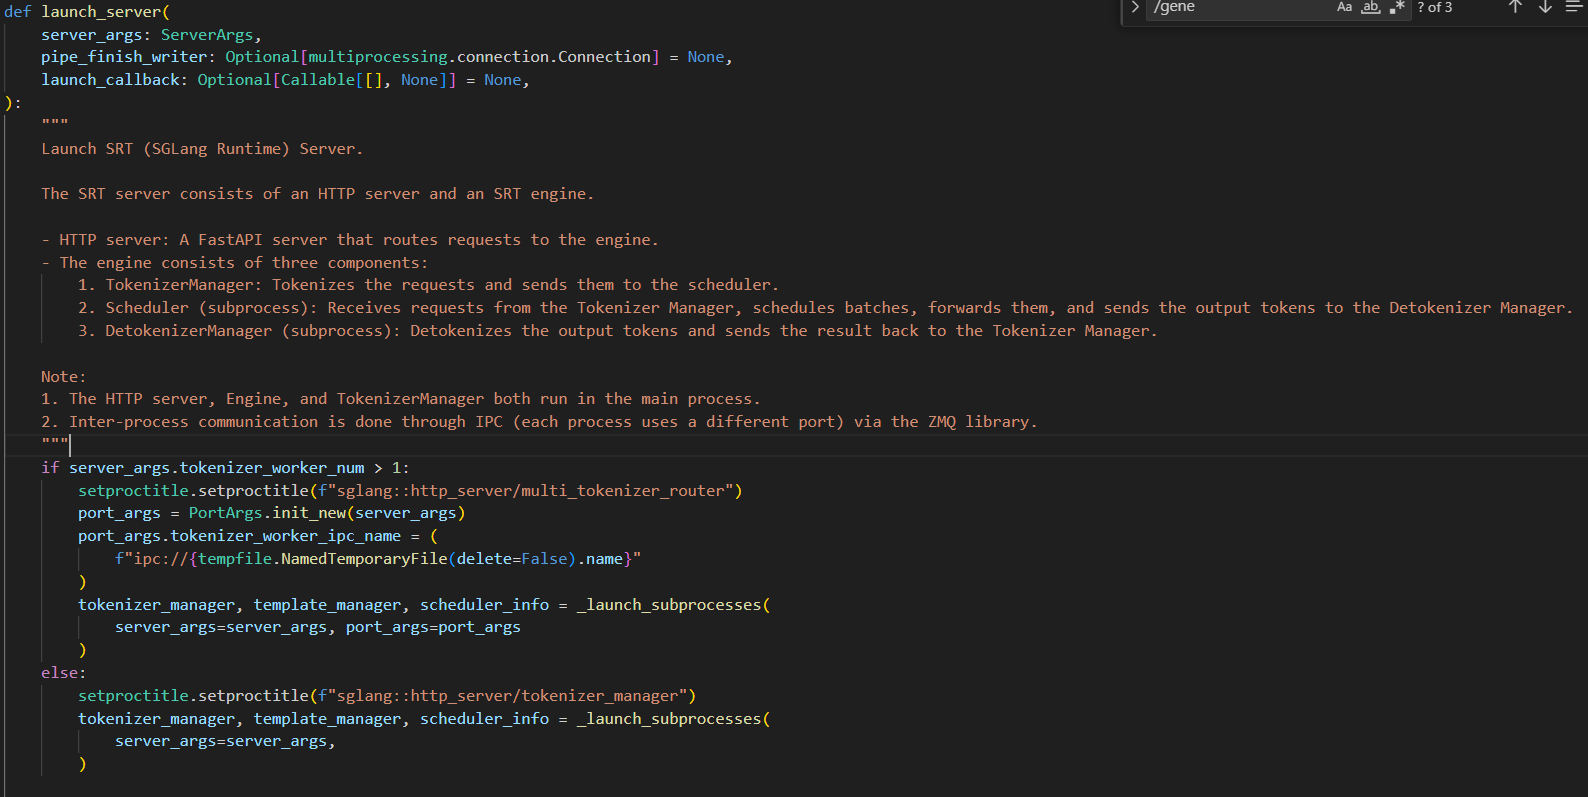 def launch_server(
/gene
Aa ab .* ? of 3
    server_args: ServerArgs,
    pipe_finish_writer: Optional[multiprocessing.connection.Connection] = None,
    launch_callback: Optional[Callable[[], None]] = None,
):
    """
    Launch SRT (SGLang Runtime) Server.

    The SRT server consists of an HTTP server and an SRT engine.

    - HTTP server: A FastAPI server that routes requests to the engine.
    - The engine consists of three components:
        1. TokenizerManager: Tokenizes the requests and sends them to the scheduler.
        2. Scheduler (subprocess): Receives requests from the Tokenizer Manager, schedules batches, forwards them, and sends the output tokens to the Detokenizer Manager.
        3. DetokenizerManager (subprocess): Detokenizes the output tokens and sends the result back to the Tokenizer Manager.

    Note:
    1. The HTTP server, Engine, and TokenizerManager both run in the main process.
    2. Inter-process communication is done through IPC (each process uses a different port) via the ZMQ library.
    """
    if server_args.tokenizer_worker_num > 1:
        setproctitle.setproctitle(f"sglang::http_server/multi_tokenizer_router")
        port_args = PortArgs.init_new(server_args)
        port_args.tokenizer_worker_ipc_name = (
            f"ipc://{tempfile.NamedTemporaryFile(delete=False).name}"
        )
        tokenizer_manager, template_manager, scheduler_info = _launch_subprocesses(
            server_args=server_args, port_args=port_args
        )
    else:
        setproctitle.setproctitle(f"sglang::http_server/tokenizer_manager")
        tokenizer_manager, template_manager, scheduler_info = _launch_subprocesses(
            server_args=server_args,
        )